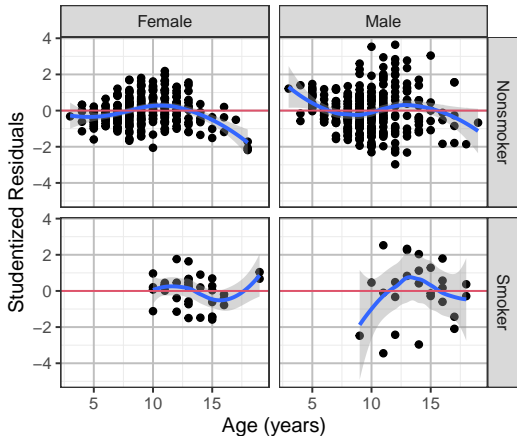 Female
Male
4
2
0
−2
−4
Nonsmoker
4
2
0
−2
−4
Smoker
5
10
15
5
10
15
Age (years)
Studentized Residuals